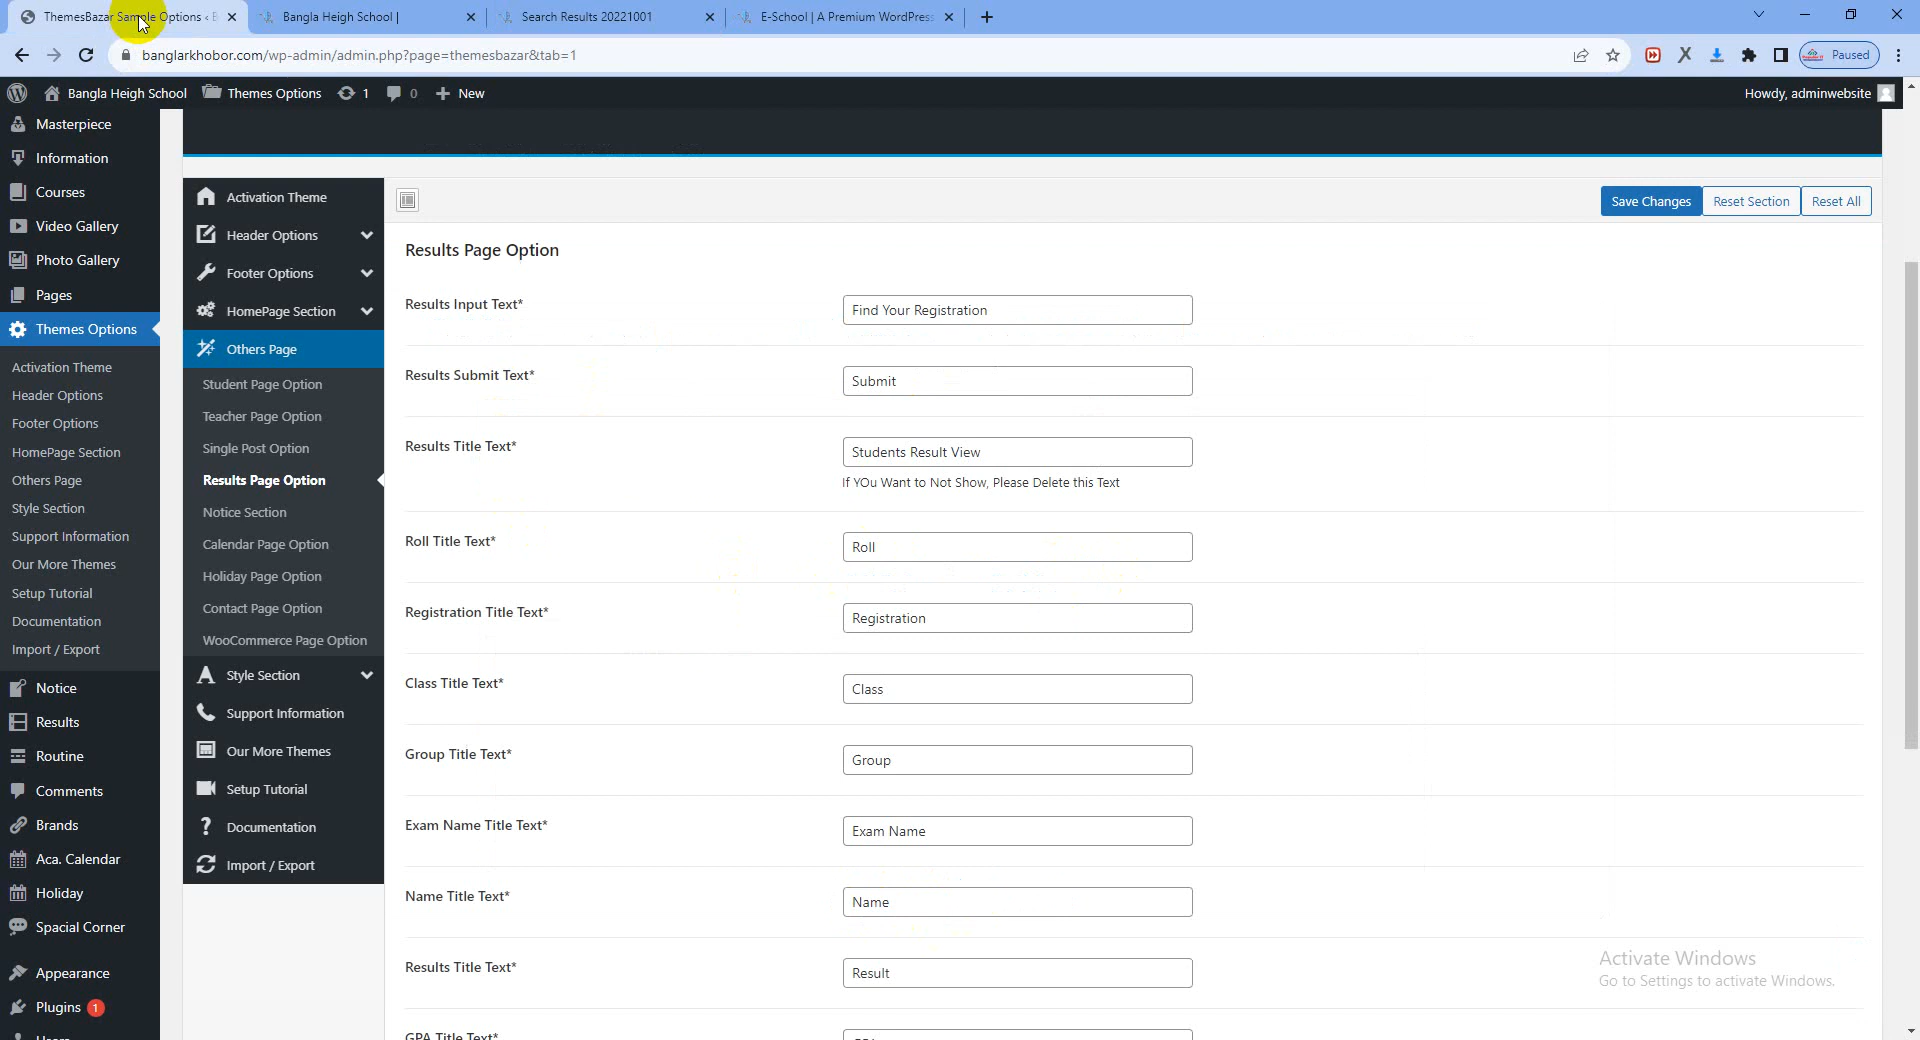 ThemesBazar Sample Options ‹ B
Bangla Heigh School |
Search Results 20221001
E-School | A Premium WordPress
banglarkhobor.com/wp-admin/admin.php?page=themesbazar&tab=1
Paused
Bangla Heigh School
Themes Options
1
0
New
Howdy, adminwebsite
Masterpiece
Information
Courses
Video Gallery
Photo Gallery
Pages
Themes Options
Activation Theme
Header Options
Footer Options
HomePage Section
Others Page
Style Section
Support Information
Our More Themes
Setup Tutorial
Documentation
Import / Export
Notice
Results
Routine
Comments
Brands
Aca. Calendar
Holiday
Spacial Corner
Appearance
Plugins 1
Users
Activation Theme
Header Options
Footer Options
HomePage Section
Others Page
Student Page Option
Teacher Page Option
Single Post Option
Results Page Option
Notice Section
Calendar Page Option
Holiday Page Option
Contact Page Option
WooCommerce Page Option
Style Section
Support Information
Our More Themes
Setup Tutorial
Documentation
Import / Export
Save Changes
Reset Section
Reset All
Results Page Option
Results Input Text*
Find Your Registration
Results Submit Text*
Submit
Results Title Text*
Students Result View
If YOu Want to Not Show, Please Delete this Text
Roll Title Text*
Roll
Registration Title Text*
Registration
Class Title Text*
Class
Group Title Text*
Group
Exam Name Title Text*
Exam Name
Name Title Text*
Name
Results Title Text*
Result
GPA Title Text*
Activate Windows
Go to Settings to activate Windows.